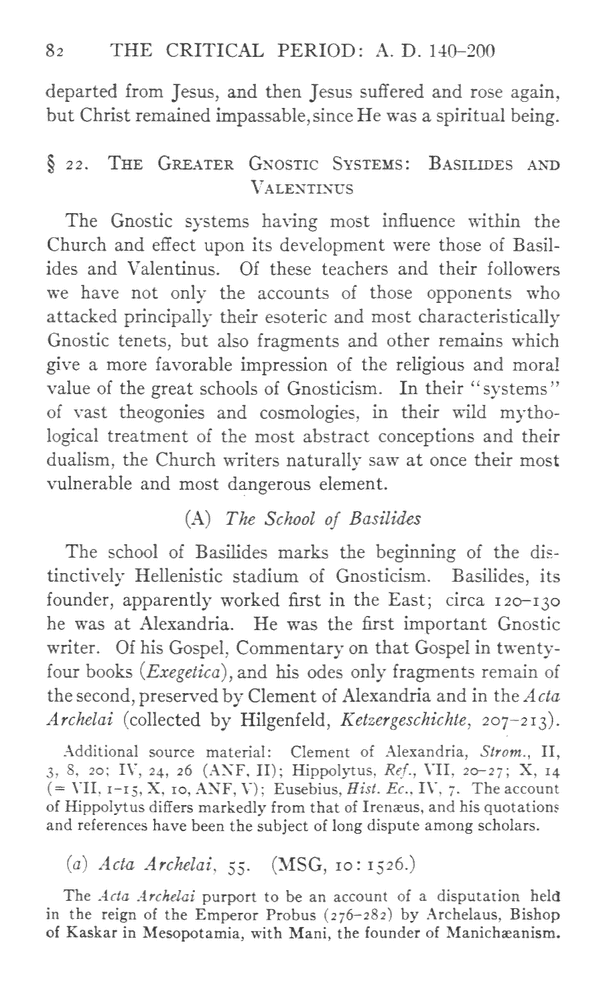 82 THE CRITICAL PERIOD: A. D. 140–200
departed from Jesus, and then Jesus suffered and rose again,
but Christ remained impassable, since He was a spiritual being.
§ 22. The Greater Gnostic Systems: Basilides and
Valentinus
The Gnostic systems having most influence within the
Church and effect upon its development were those of Basil-
ides and Valentinus. Of these teachers and their followers
we have not only the accounts of those opponents who
attacked principally their esoteric and most characteristically
Gnostic tenets, but also fragments and other remains which
give a more favorable impression of the religious and moral
value of the great schools of Gnosticism. In their “systems”
of vast theogonies and cosmologies, in their wild mytho-
logical treatment of the most abstract conceptions and their
dualism, the Church writers naturally saw at once their most
vulnerable and most dangerous element.
(A) The School of Basilides
The school of Basilides marks the beginning of the dis-
tinctively Hellenistic stadium of Gnosticism. Basilides, its
founder, apparently worked first in the East; circa 120–130
he was at Alexandria. He was the first important Gnostic
writer. Of his Gospel, Commentary on that Gospel in twenty-
four books (Exegetica), and his odes only fragments remain of
the second, preserved by Clement of Alexandria and in the Acta
Archelai (collected by Hilgenfeld, Ketzergeschichte, 207–213).
Additional source material: Clement of Alexandria, Strom., II,
3, 8, 20; IV, 24, 26 (ANF, II); Hippolytus, Ref., VII, 20–27; X, 14
(= VII, 1–15, X, 10, ANF, V); Eusebius, Hist. Ec., IV, 7. The account
of Hippolytus differs markedly from that of Irenæus, and his quotations
and references have been the subject of long dispute among scholars.
(a) Acta Archelai, 55. (MSG, 10: 1526.)
The Acta Archelai purport to be an account of a disputation held
in the reign of the Emperor Probus (276–282) by Archelaus, Bishop
of Kaskar in Mesopotamia, with Mani, the founder of Manichæanism.